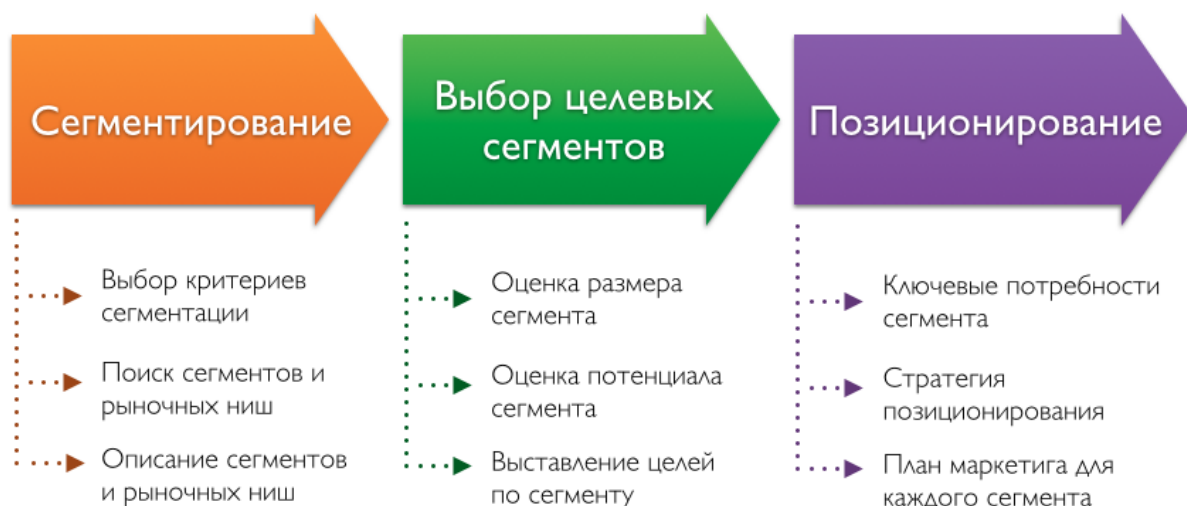 Сегментирование
Выбор критериев
сегментации
Поиск сегментов и
рыночных ниш
Описание сегментов
и рыночных ниш
Выбор целевых
сегментов
Оценка размера
сегмента
Оценка потенциала
сегмента
Выставление целей
по сегменту
Позиционирование
Ключевые потребности
сегмента
Стратегия
позиционирования
План маркетига для
каждого сегмента